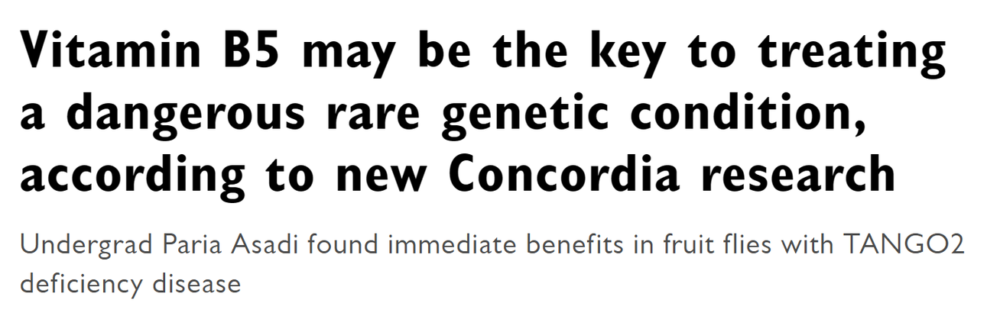 Vitamin B5 may be the key to treating
a dangerous rare genetic condition,
according to new Concordia research
Undergrad Paria Asadi found immediate benefits in fruit flies with TANGO2
deficiency disease